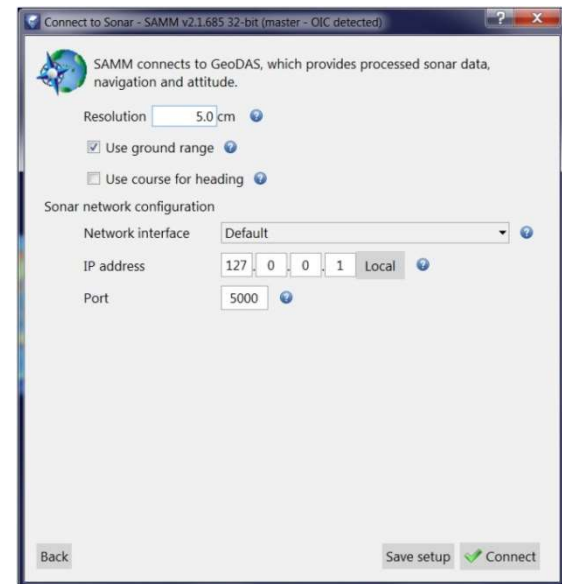 Connect to Sonar - SAMM v2.1.685 32-bit (master - OIC detected)
SAMM connects to GeoDAS, which provides processed sonar data,
navigation and attitude.
Resolution 5.0 cm
Use ground range
Use course for heading
Sonar network configuration
Network interface Default
IP address 127 . 0 . 0 . 1 Local
Port 5000
Back Save setup Connect